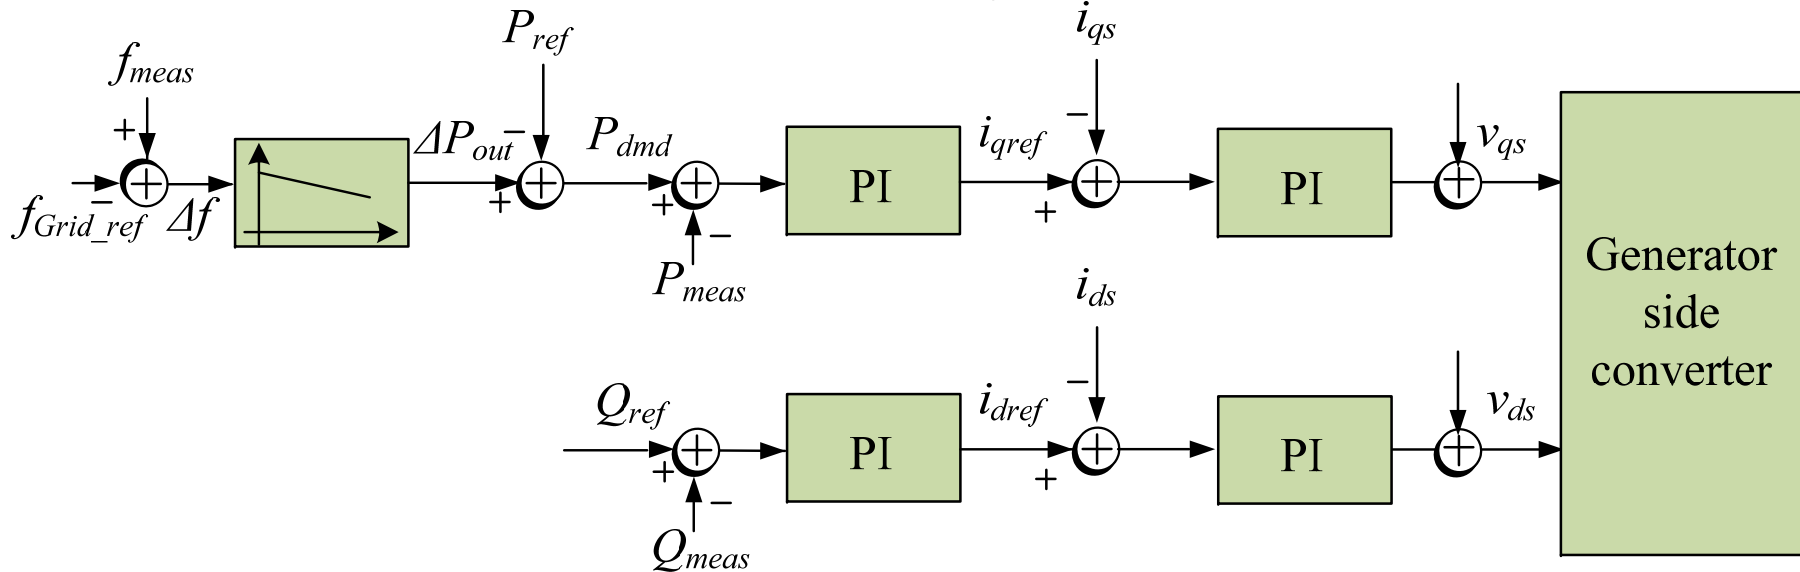 f_meas
+
−
f_Grid_ref
Δf
ΔP_out
P_ref
−
+
P_dmd
+
−
P_meas
PI
i_qref
i_qs
−
+
PI
v_qs
Q_ref
+
−
Q_meas
PI
i_dref
i_ds
−
+
PI
v_ds
Generator
side
converter